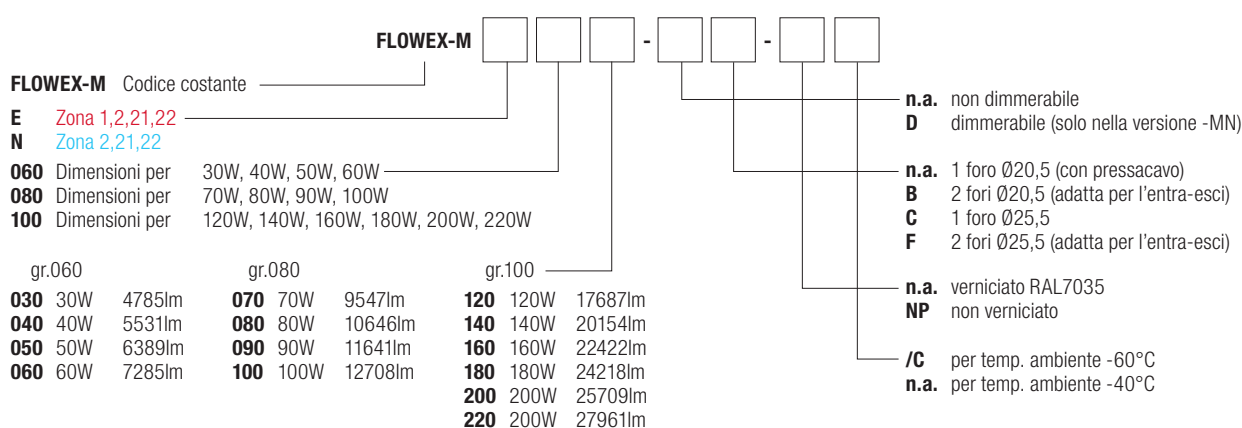 FLOWEX-M - -
FLOWEX-M Codice costante
E Zona 1,2,21,22
N Zona 2,21,22
060 Dimensioni per 30W, 40W, 50W, 60W
080 Dimensioni per 70W, 80W, 90W, 100W
100 Dimensioni per 120W, 140W, 160W, 180W, 200W, 220W
gr.060
030 30W 4785lm
040 40W 5531lm
050 50W 6389lm
060 60W 7285lm
gr.080
070 70W 9547lm
080 80W 10646lm
090 90W 11641lm
100 100W 12708lm
gr.100
120 120W 17687lm
140 140W 20154lm
160 160W 22422lm
180 180W 24218lm
200 200W 25709lm
220 200W 27961lm
n.a. non dimmerabile
D dimmerabile (solo nella versione -MN)
n.a. 1 foro Ø20,5 (con pressacavo)
B 2 fori Ø20,5 (adatta per l'entra-esci)
C 1 foro Ø25,5
F 2 fori Ø25,5 (adatta per l'entra-esci)
n.a. verniciato RAL7035
NP non verniciato
/C per temp. ambiente -60°C
n.a. per temp. ambiente -40°C